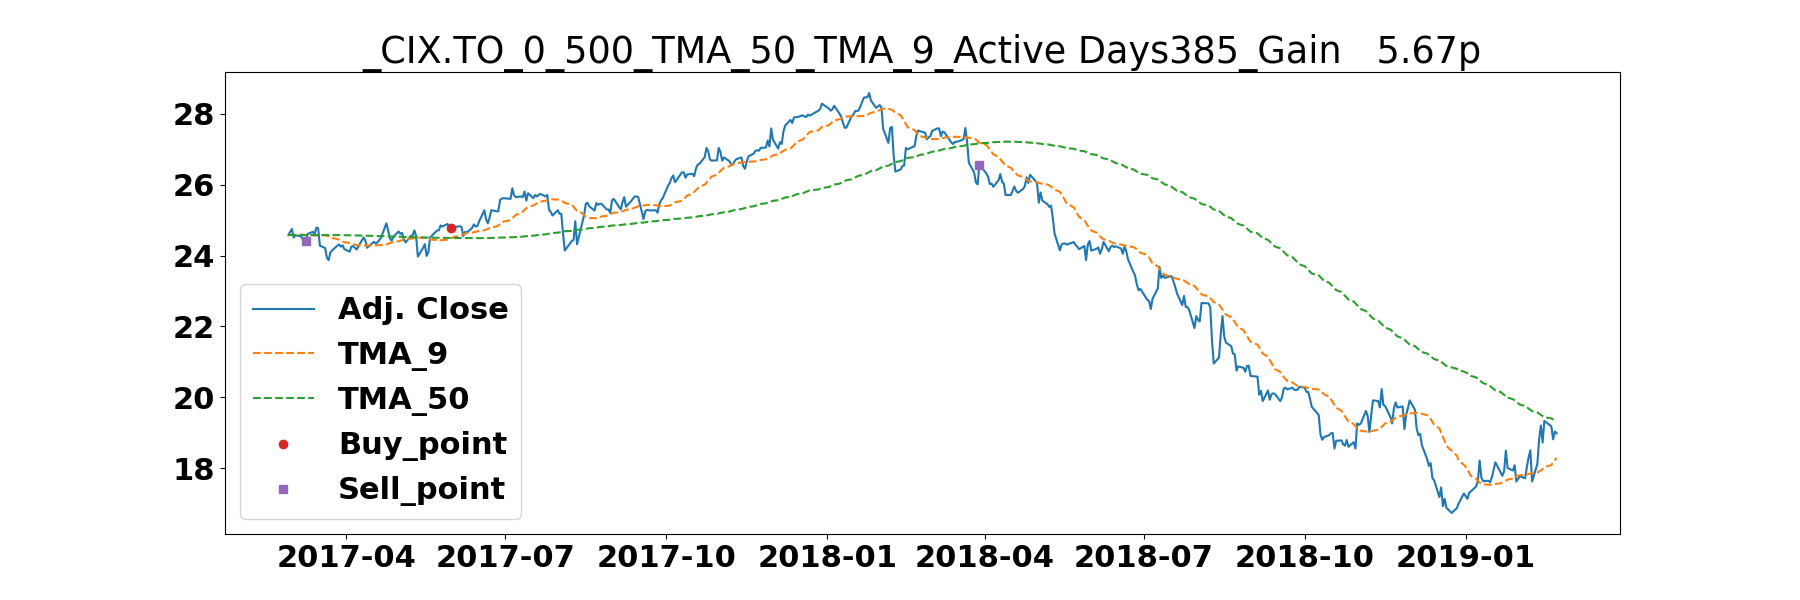 _CIX.TO_0_500_TMA_50_TMA_9_Active Days385_Gain   5.67p
28
26
24
22
20
18
Adj. Close
TMA_9
TMA_50
Buy_point
Sell_point
2017-04 2017-07 2017-10 2018-01 2018-04 2018-07 2018-10 2019-01